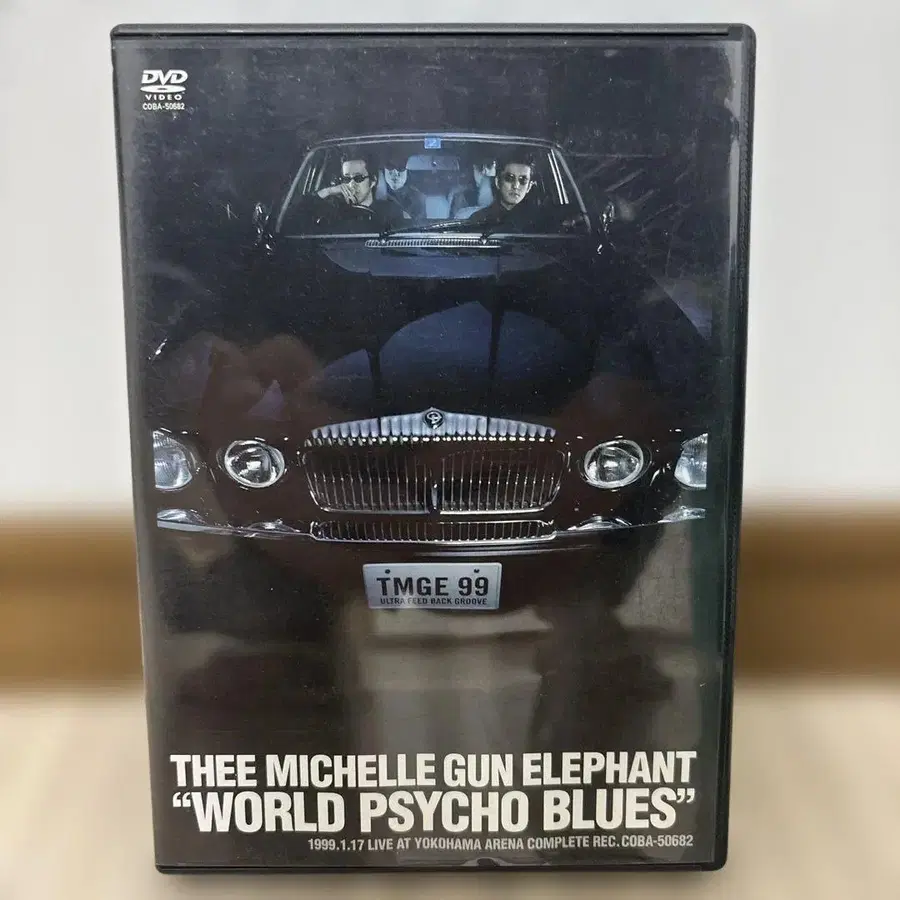 DVD
VIDEO
COBA-50682
TMGE 99
ULTRA FEED BACK GROOVE
THEE MICHELLE GUN ELEPHANT
“WORLD PSYCHO BLUES”
1999.1.17 LIVE AT YOKOHAMA ARENA COMPLETE REC. COBA-50682